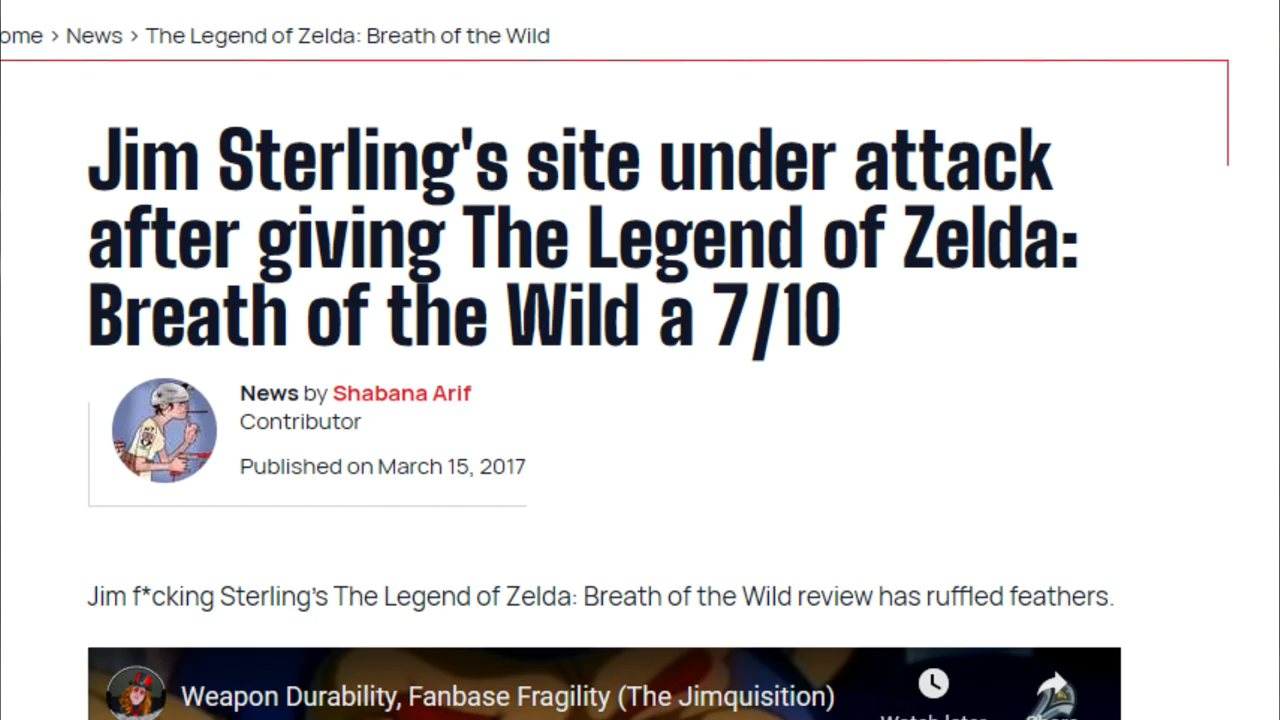 ome > News > The Legend of Zelda: Breath of the Wild
Jim Sterling's site under attack
after giving The Legend of Zelda:
Breath of the Wild a 7/10
News by Shabana Arif
Contributor
Published on March 15, 2017
Jim f*cking Sterling's The Legend of Zelda: Breath of the Wild review has ruffled feathers.
Weapon Durability, Fanbase Fragility (The Jimquisition)
Watch later Share